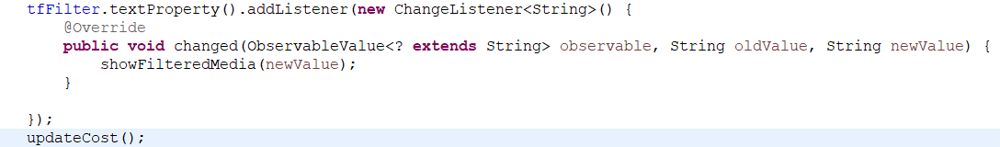 tfFilter.textProperty().addListener(new ChangeListener<String>() {
@Override
public void changed(ObservableValue<? extends String> observable, String oldValue, String newValue) {
showFilteredMedia(newValue);
}
});
updateCost();